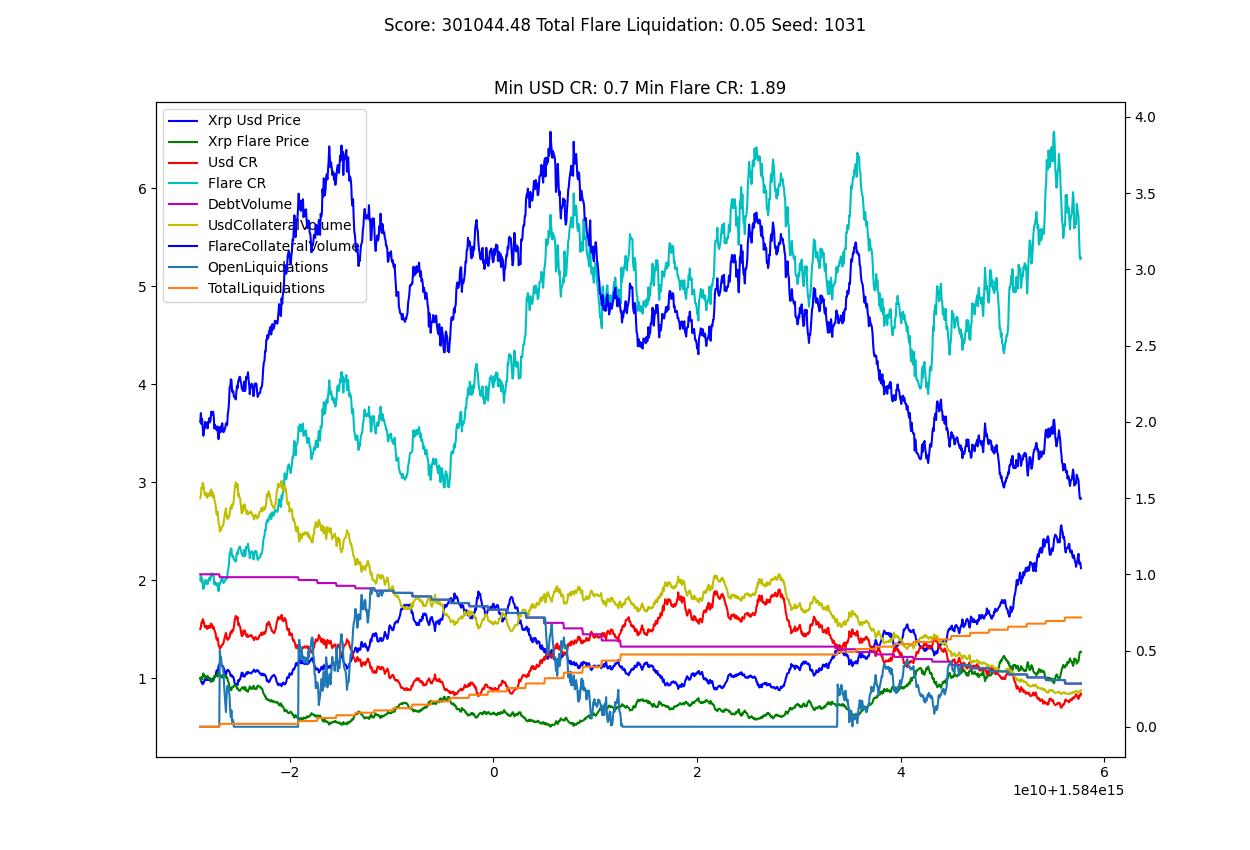 Score: 301044.48 Total Flare Liquidation: 0.05 Seed: 1031
Min USD CR: 0.7 Min Flare CR: 1.89
Xrp Usd Price
Xrp Flare Price
Usd CR
Flare CR
DebtVolume
UsdCollateralVolume
FlareCollateralVolume
OpenLiquidations
TotalLiquidations
6
5
4
3
2
1
4.0
3.5
3.0
2.5
2.0
1.5
1.0
0.5
0.0
−2 0 2 4 6
1e10+1.584e15